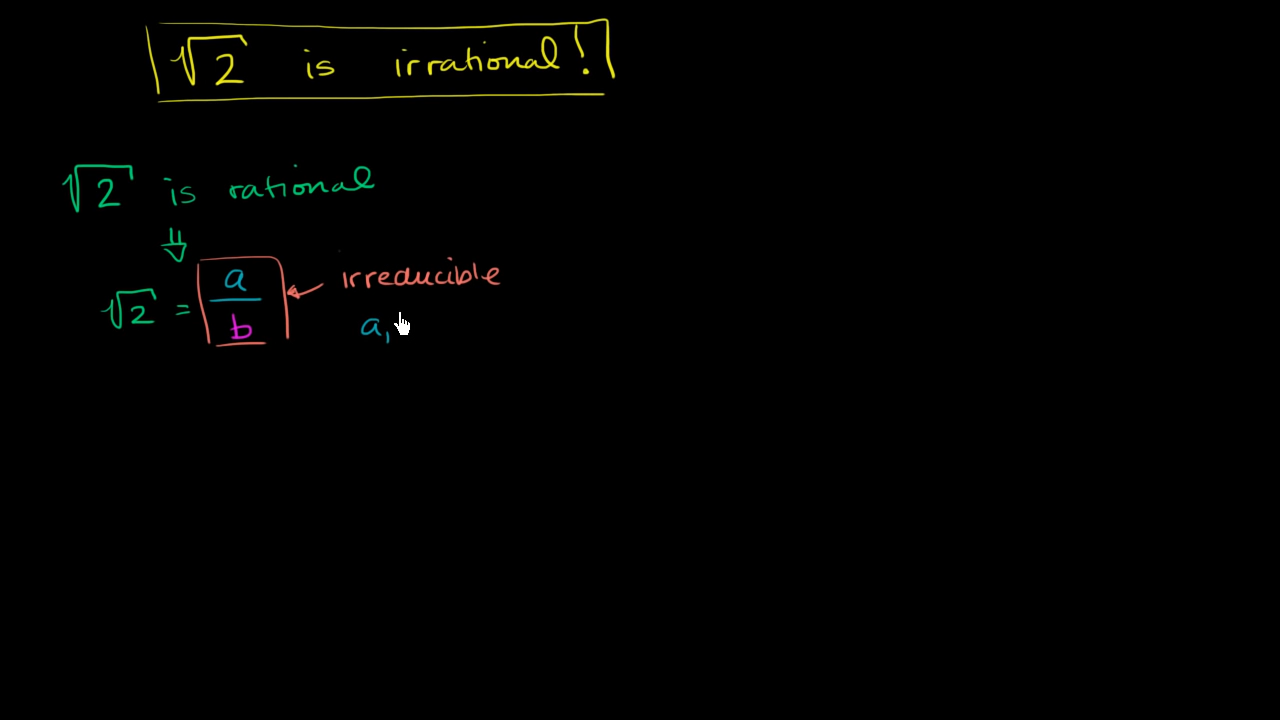 √2 is irrational!
√2 is rational
⇓
√2 = a/b ← irreducible
a,